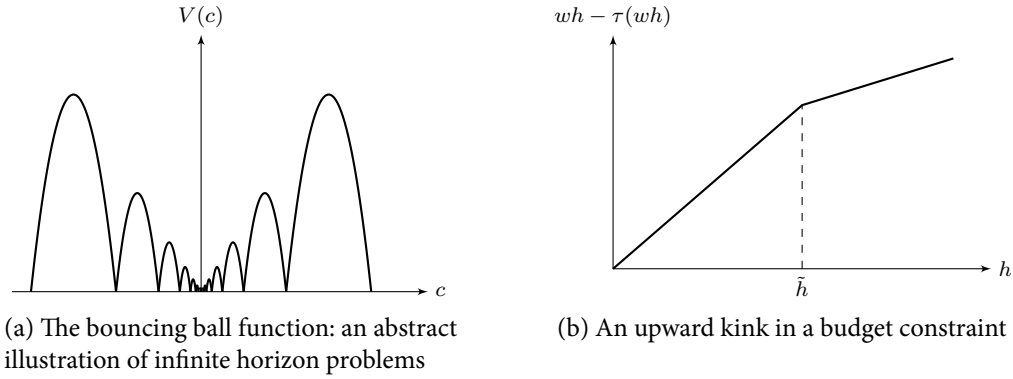 V(c)
c
(a) The bouncing ball function: an abstract
illustration of infinite horizon problems
wh − τ(wh)
h
h̃
(b) An upward kink in a budget constraint